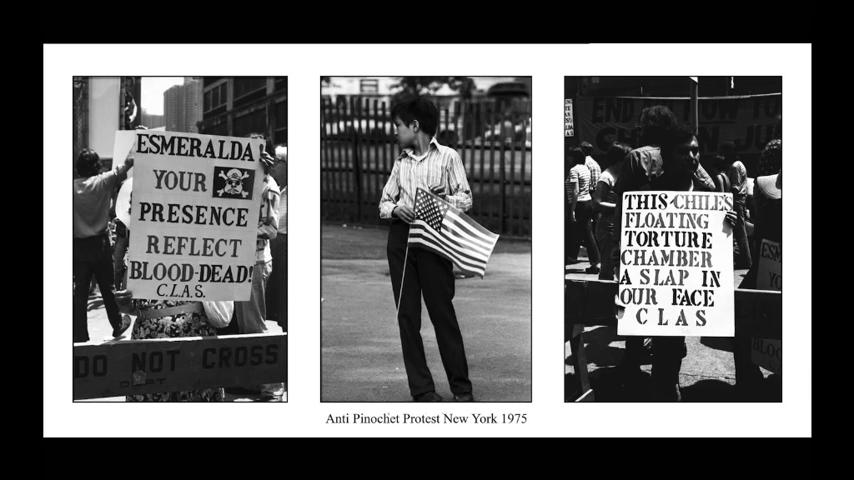 ESMERALDA
YOUR
PRESENCE
REFLECT
BLOOD-DEAD!
C.L.A.S.
DO NOT CROSS
THIS CHILE'S
FLOATING
TORTURE
CHAMBER
A SLAP IN
OUR FACE
CLAS
Anti Pinochet Protest New York 1975